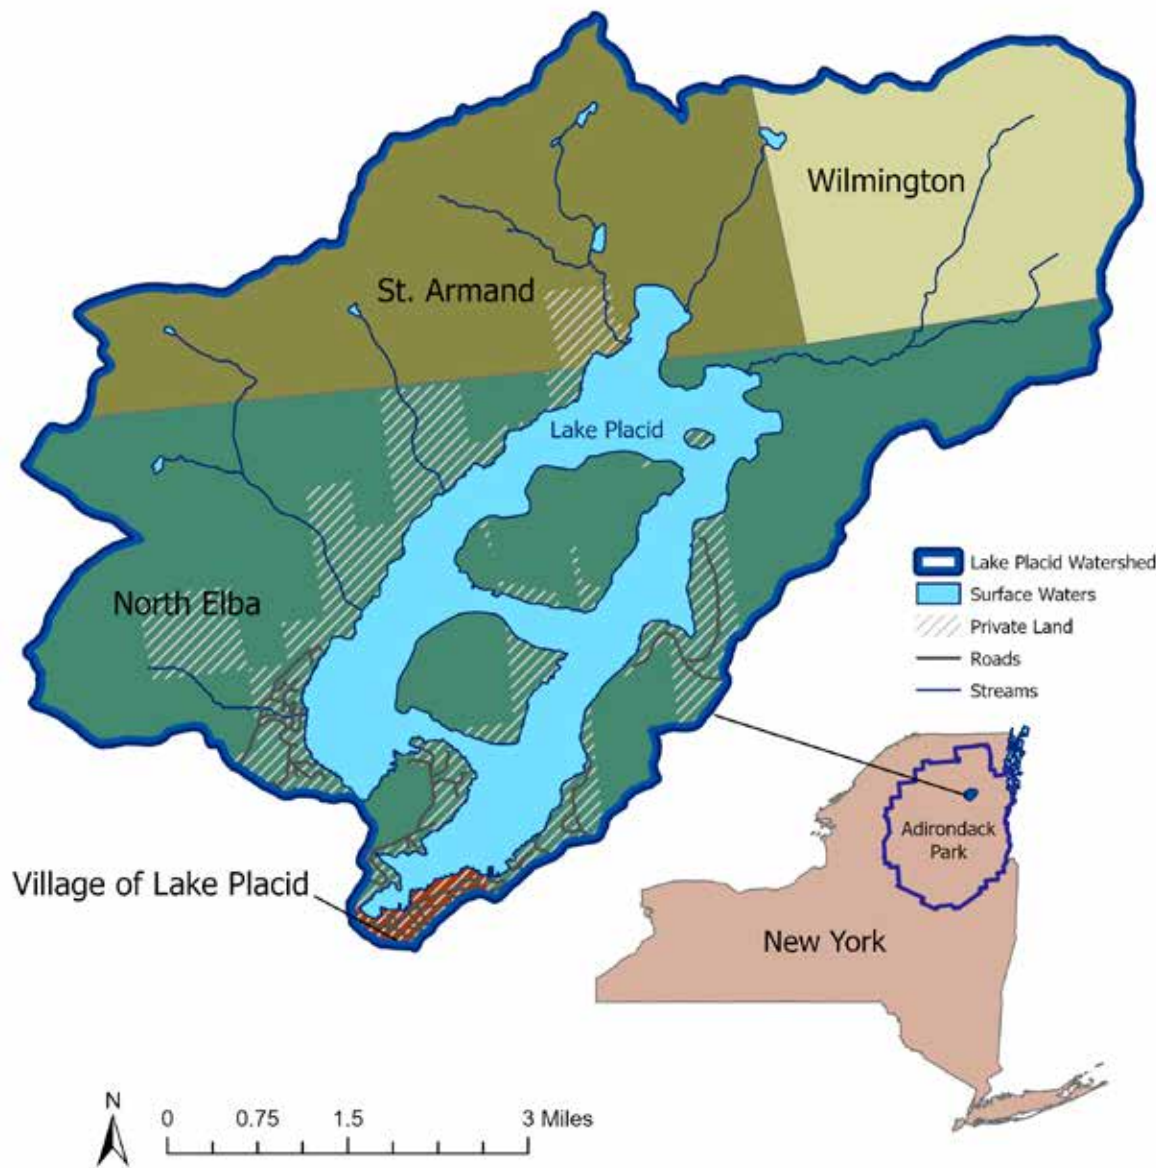 Wilmington
St. Armand
Lake Placid
North Elba
Lake Placid Watershed
Surface Waters
Private Land
Roads
Streams
Adirondack
Park
Village of Lake Placid
New York
N
0 0.75 1.5 3 Miles